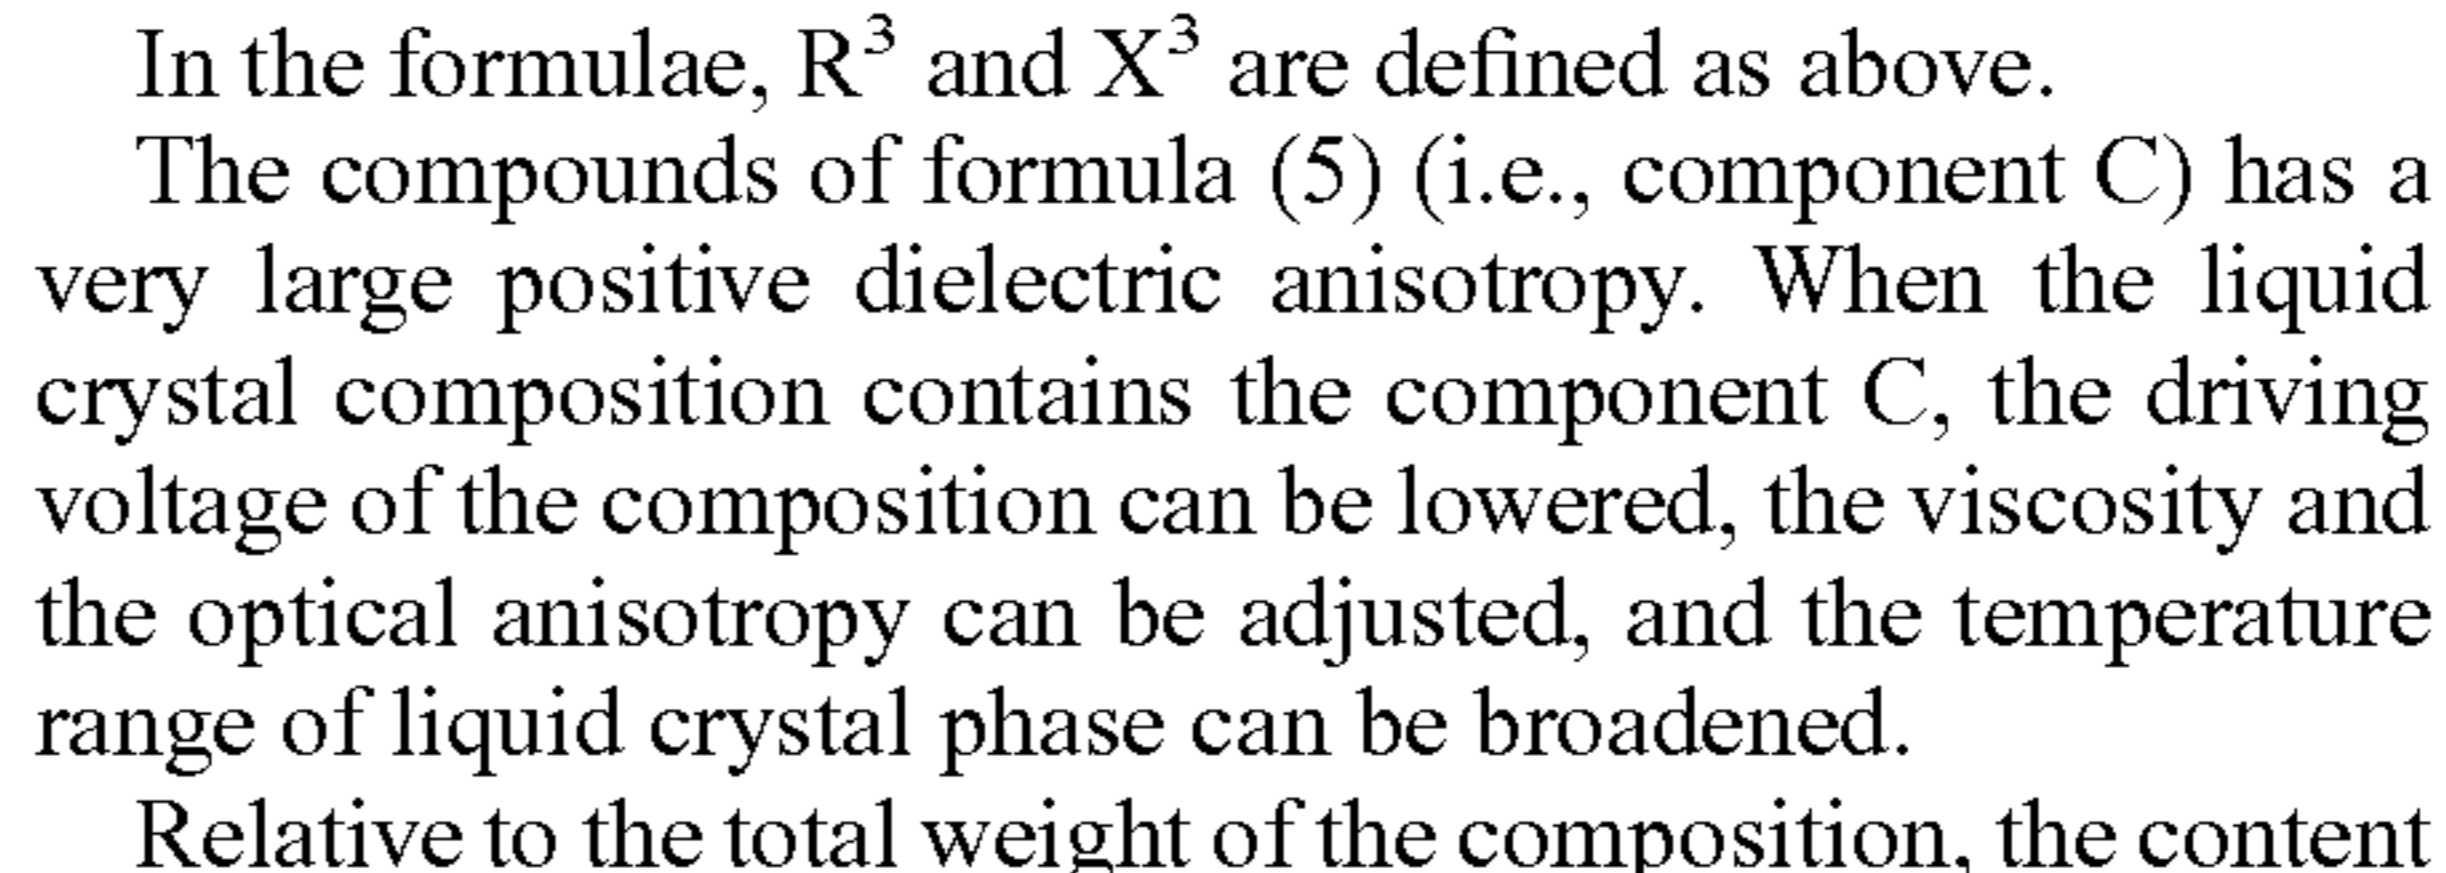 In the formulae, R³ and X³ are defined as above.
The compounds of formula (5) (i.e., component C) has a
very large positive dielectric anisotropy. When the liquid
crystal composition contains the component C, the driving
voltage of the composition can be lowered, the viscosity and
the optical anisotropy can be adjusted, and the temperature
range of liquid crystal phase can be broadened.
Relative to the total weight of the composition, the content